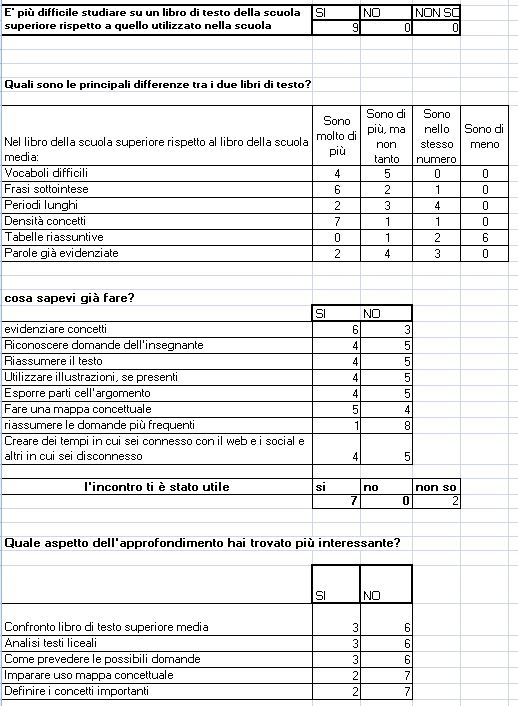 E' più difficile studiare su un libro di testo della scuola SI NO NON SO
superiore rispetto a quello utilizzato nella scuola 9 0 0
Quali sono le principali differenze tra i due libri di testo?
Nel libro della scuola superiore rispetto al libro della scuola media: Sono molto di più Sono di più, ma non tanto Sono nello stesso numero Sono di meno
Vocaboli difficili 4 5 0 0
Frasi sottointese 6 2 1 0
Periodi lunghi 2 3 4 0
Densità concetti 7 1 1 0
Tabelle riassuntive 0 1 2 6
Parole già evidenziate 2 4 3 0
cosa sapevi già fare?
SI NO
evidenziare concetti 6 3
Riconoscere domande dell'insegnante 4 5
Riassumere il testo 4 5
Utilizzare illustrazioni, se presenti 4 5
Esporre parti cell'argomento 4 5
Fare una mappa concettuale 5 4
riassumere le domande più frequenti 1 8
Creare dei tempi in cui sei connesso con il web e i social e
altri in cui sei disconnesso 4 5
l'incontro ti è stato utile si no non so
7 0 2
Quale aspetto dell'approfondimento hai trovato più interessante?
SI NO
Confronto libro di testo superiore media 3 6
Analisi testi liceali 3 6
Come prevedere le possibili domande 3 6
Imparare uso mappa concettuale 2 7
Definire i concetti importanti 2 7